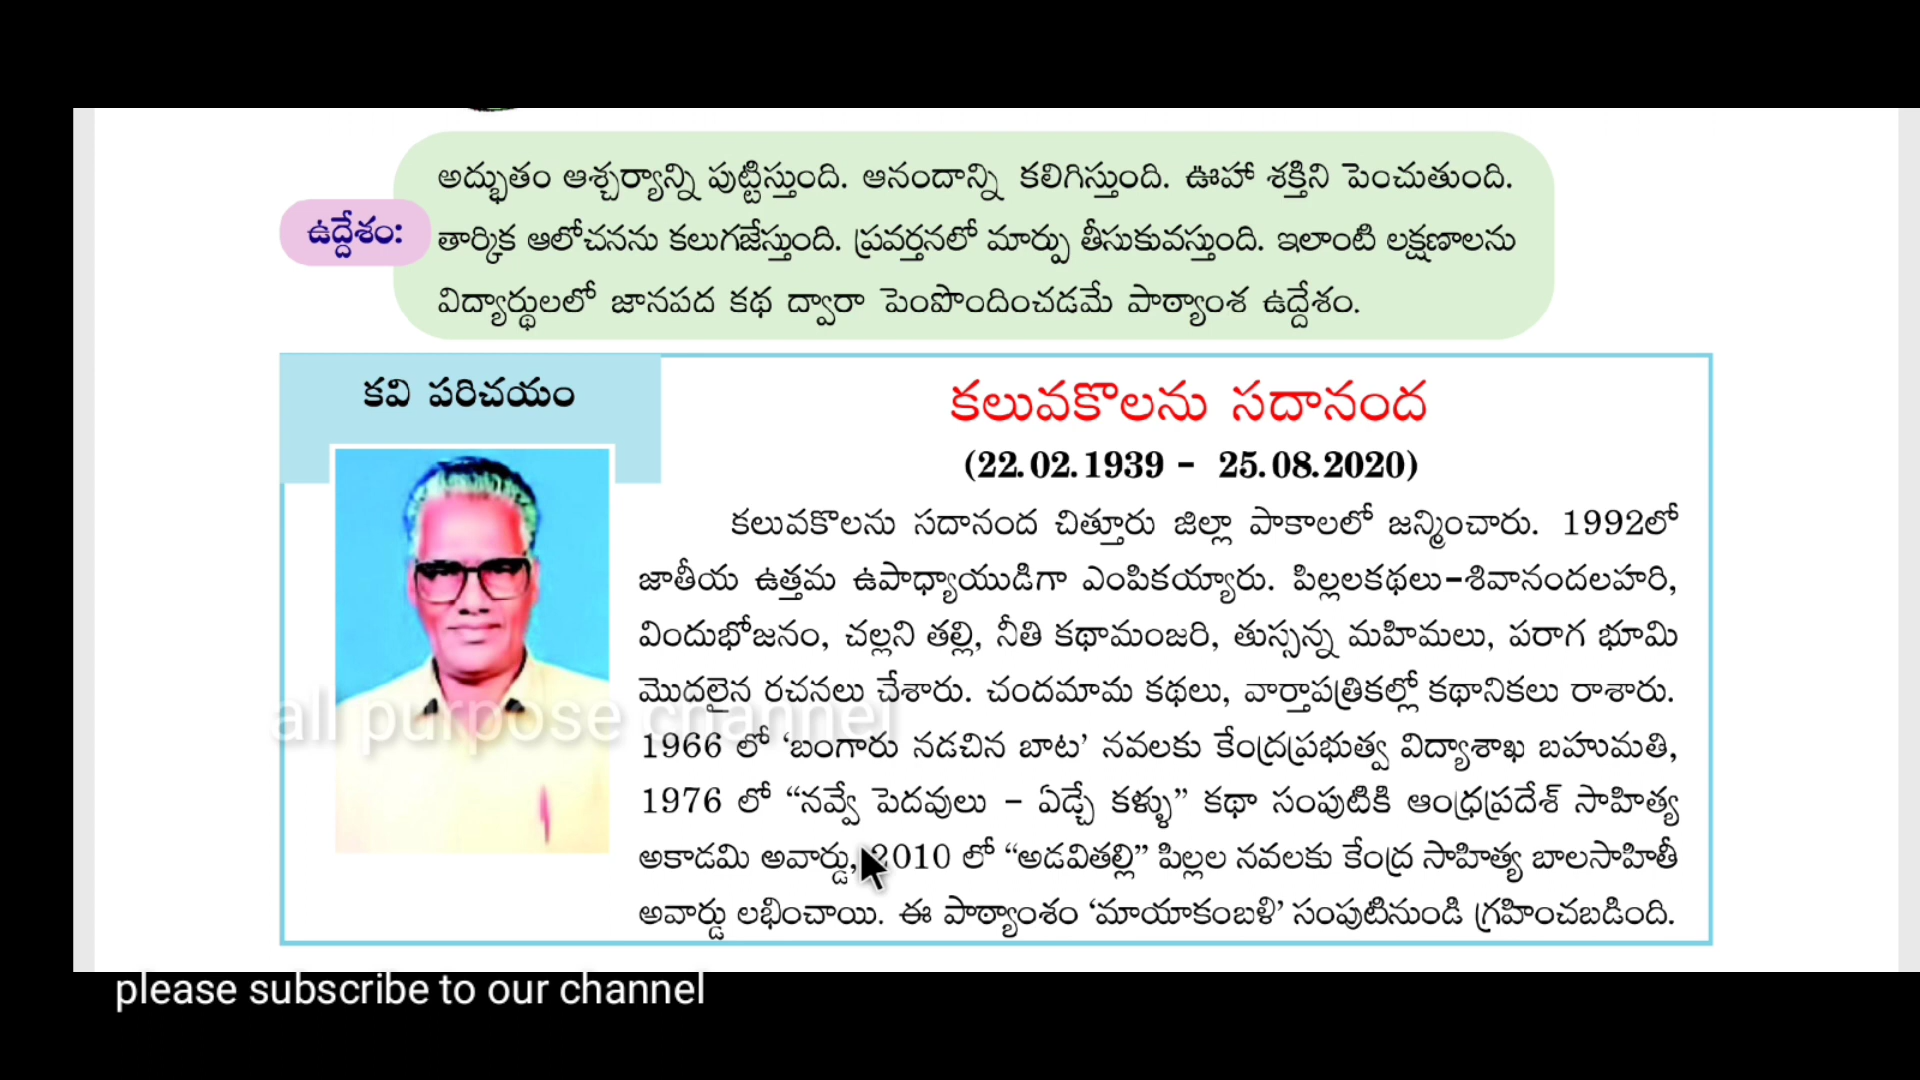 అద్భుతం ఆశ్చర్యాన్ని పుట్టిస్తుంది. ఆనందాన్ని కలిగిస్తుంది. ఊహా శక్తిని పెంచుతుంది.
ఉద్దేశం: తార్కిక ఆలోచనను కలుగజేస్తుంది. ప్రవర్తనలో మార్పు తీసుకువస్తుంది. ఇలాంటి లక్షణాలను
విద్యార్థులలో జానపద కథ ద్వారా పెంపొందించడమే పాఠ్యాంశ ఉద్దేశం.
కవి పరిచయం
కలువకొలను సదానంద
(22.02.1939 - 25.08.2020)
కలువకొలను సదానంద చిత్తూరు జిల్లా పాకాలలో జన్మించారు. 1992లో
జాతీయ ఉత్తమ ఉపాధ్యాయుడిగా ఎంపికయ్యారు. పిల్లలకథలు-శివానందలహరి,
విందుభోజనం, చల్లని తల్లి, నీతి కథామంజరి, తుస్సన్న మహిమలు, పరాగ భూమి
మొదలైన రచనలు చేశారు. చందమామ కథలు, వార్తాపత్రికల్లో కథానికలు రాశారు.
1966 లో ‘బంగారు నడచిన బాట’ నవలకు కేంద్రప్రభుత్వ విద్యాశాఖ బహుమతి,
1976 లో “నవ్వే పెదవులు - ఏడ్చే కళ్ళు” కథా సంపుటికి ఆంధ్రప్రదేశ్ సాహిత్య
అకాడమి అవార్డు, 2010 లో “అడవితల్లి” పిల్లల నవలకు కేంద్ర సాహిత్య బాలసాహితీ
అవార్డు లభించాయి. ఈ పాఠ్యాంశం ‘మాయాకంబళి’ సంపుటినుండి గ్రహించబడింది.
all purpose channel
please subscribe to our channel